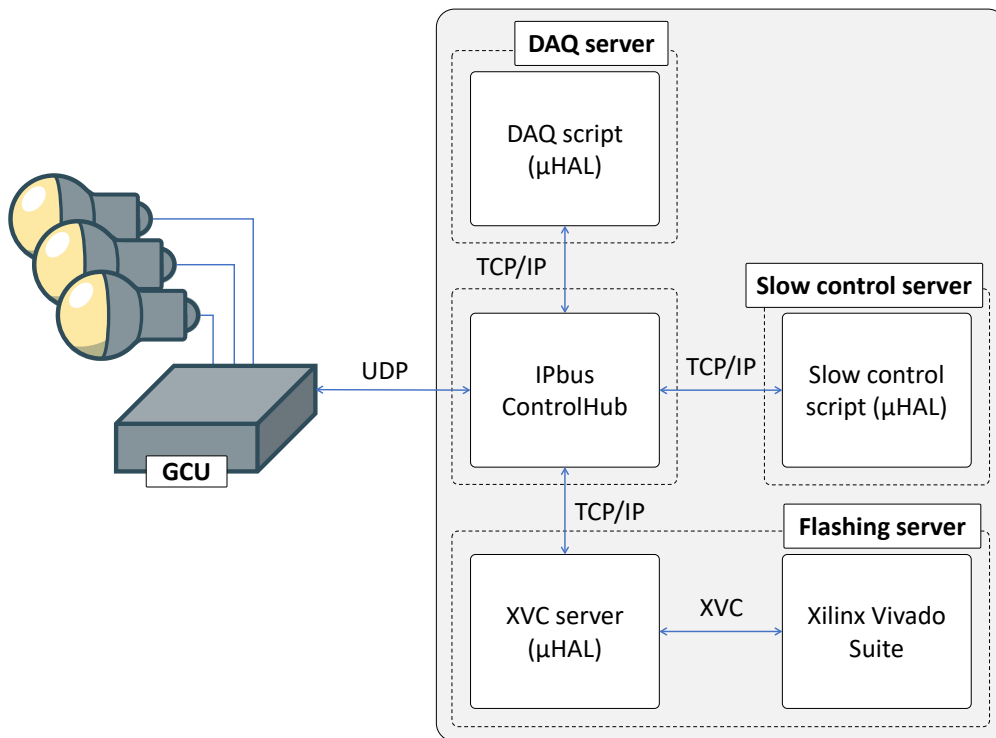 DAQ server
DAQ script
(µHAL)
TCP/IP
Slow control server
UDP
IPbus
ControlHub
TCP/IP
Slow control
script (µHAL)
GCU
TCP/IP
Flashing server
XVC server
(µHAL)
XVC
Xilinx Vivado
Suite